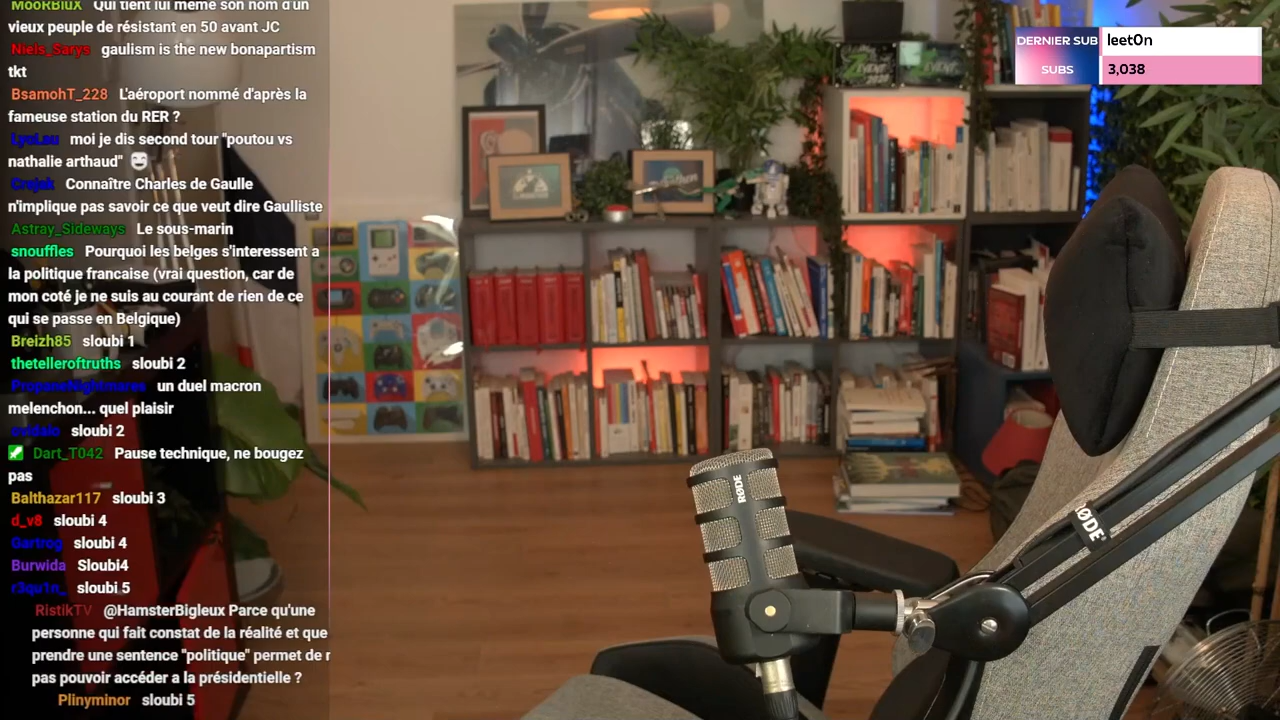 MooRBluX Qui tient lui même son nom d'un
vieux peuple de résistant en 50 avant JC
Niels_Sarys gaulism is the new bonapartism
tkt
BsamohT_228 L'aéroport nommé d'après la
fameuse station du RER ?
LyoLau moi je dis second tour "poutou vs
nathalie arthaud"
Crojak Connaître Charles de Gaulle
n'implique pas savoir ce que veut dire Gaulliste
Astray_Sideways Le sous-marin
snouffles Pourquoi les belges s'interessent a
la politique francaise (vrai question, car de
mon coté je ne suis au courant de rien de ce
qui se passe en Belgique)
Breizh85 sloubi 1
thetelleroftruths sloubi 2
PropaneNightmares un duel macron
melenchon... quel plaisir
sloubi 2
Dart_T042 Pause technique, ne bougez
pas
Balthazar117 sloubi 3
d_v8 sloubi 4
Gartrog sloubi 4
Burwida Sloubi4
r3qu1n_ sloubi 5
RistikTV @HamsterBigleux Parce qu'une
personne qui fait constat de la réalité et que
prendre une sentence "politique" permet de
pas pouvoir accéder a la présidentielle ?
Plinyminor sloubi 5
DERNIER SUB leet0n
SUBS 3,038
RØDE
RØDE